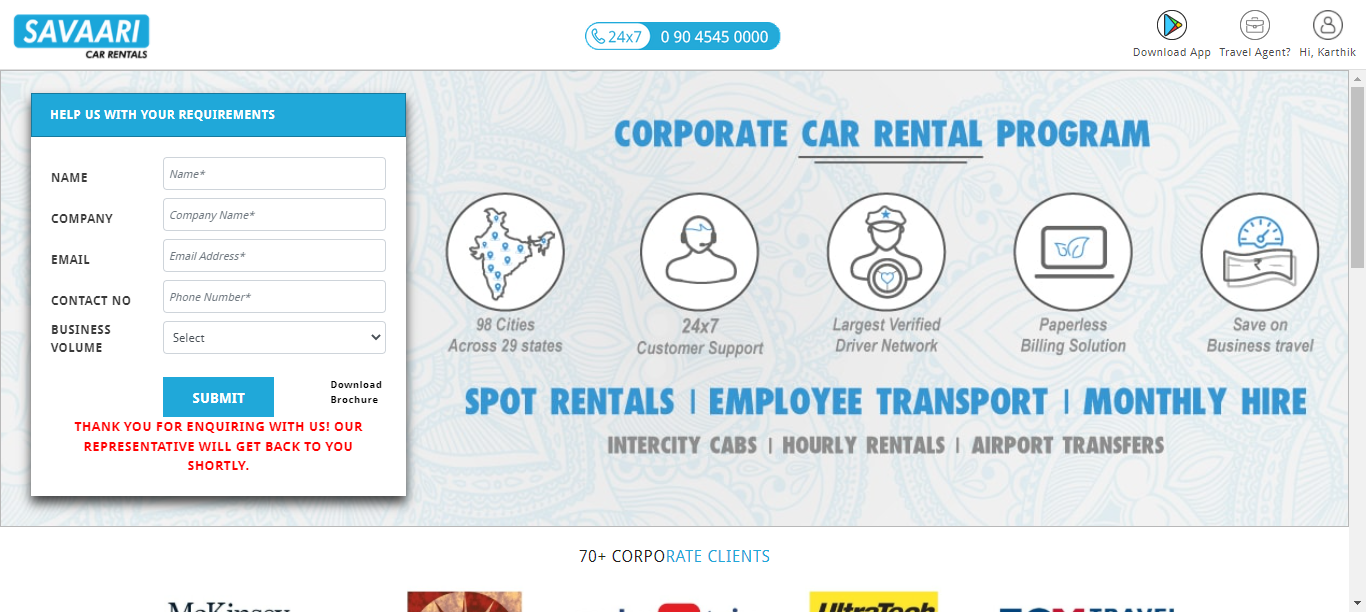 SAVAARI
CAR RENTALS
24x7 0 90 4545 0000
Download App
Travel Agent?
Hi, Karthik
HELP US WITH YOUR REQUIREMENTS
NAME
Name*
COMPANY
Company Name*
EMAIL
Email Address*
CONTACT NO
Phone Number*
BUSINESS
VOLUME
Select
SUBMIT
Download
Brochure
THANK YOU FOR ENQUIRING WITH US! OUR
REPRESENTATIVE WILL GET BACK TO YOU
SHORTLY.
CORPORATE CAR RENTAL PROGRAM
98 Cities
Across 29 states
24x7
Customer Support
Largest Verified
Driver Network
Paperless
Billing Solution
₹
Save on
Business travel
SPOT RENTALS | EMPLOYEE TRANSPORT | MONTHLY HIRE
INTERCITY CABS | HOURLY RENTALS | AIRPORT TRANSFERS
70+ CORPORATE CLIENTS
McKinsey
UltraTech
TRAVEL